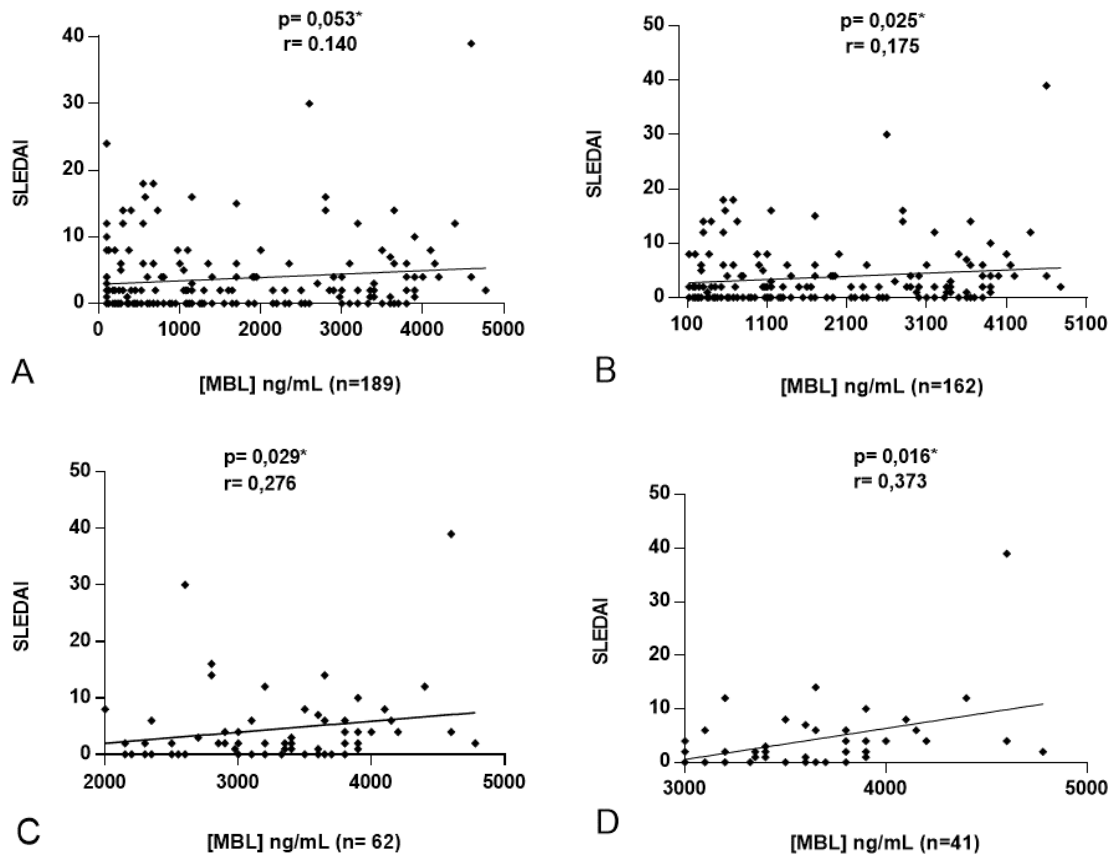 p= 0,053*
r= 0.140
40
30
20
10
0
SLEDAI
0 1000 2000 3000 4000 5000
A
[MBL] ng/mL (n=189)
p= 0,025*
r= 0,175
50
40
30
20
10
0
SLEDAI
100 1100 2100 3100 4100 5100
B
[MBL] ng/mL (n=162)
p= 0,029*
r= 0,276
50
40
30
20
10
0
SLEDAI
2000 3000 4000 5000
C
[MBL] ng/mL (n= 62)
p= 0,016*
r= 0,373
50
40
30
20
10
0
SLEDAI
3000 4000 5000
D
[MBL] ng/mL (n=41)